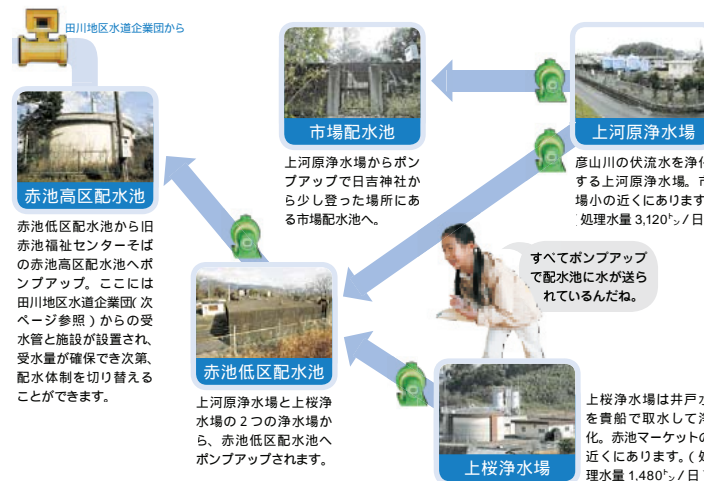 田川地区水道企業団から
赤池高区配水池
赤池低区配水池から旧
赤池福祉センターそば
の赤池高区配水池へポ
ンプアップ。ここには
田川地区水道企業団(次
ページ参照)からの受
水管と施設が設置され、
受水量が確保でき次第、
配水体制を切り替える
ことができます。
市場配水池
上河原浄水場からポン
プアップで日吉神社か
ら少し登った場所にあ
る市場配水池へ。
上河原浄水場
彦山川の伏流水を浄化
する上河原浄水場。市
場小の近くにあります
処理水量 3,120㌧/日
すべてポンプアップ
で配水池に水が送ら
れているんだね。
赤池低区配水池
上河原浄水場と上桜浄
水場の2つの浄水場か
ら、赤池低区配水池へ
ポンプアップされます。
上桜浄水場
上桜浄水場は井戸水
を貴船で取水して浄
化。赤池マーケットの
近くにあります。(処
理水量 1,480㌧/日